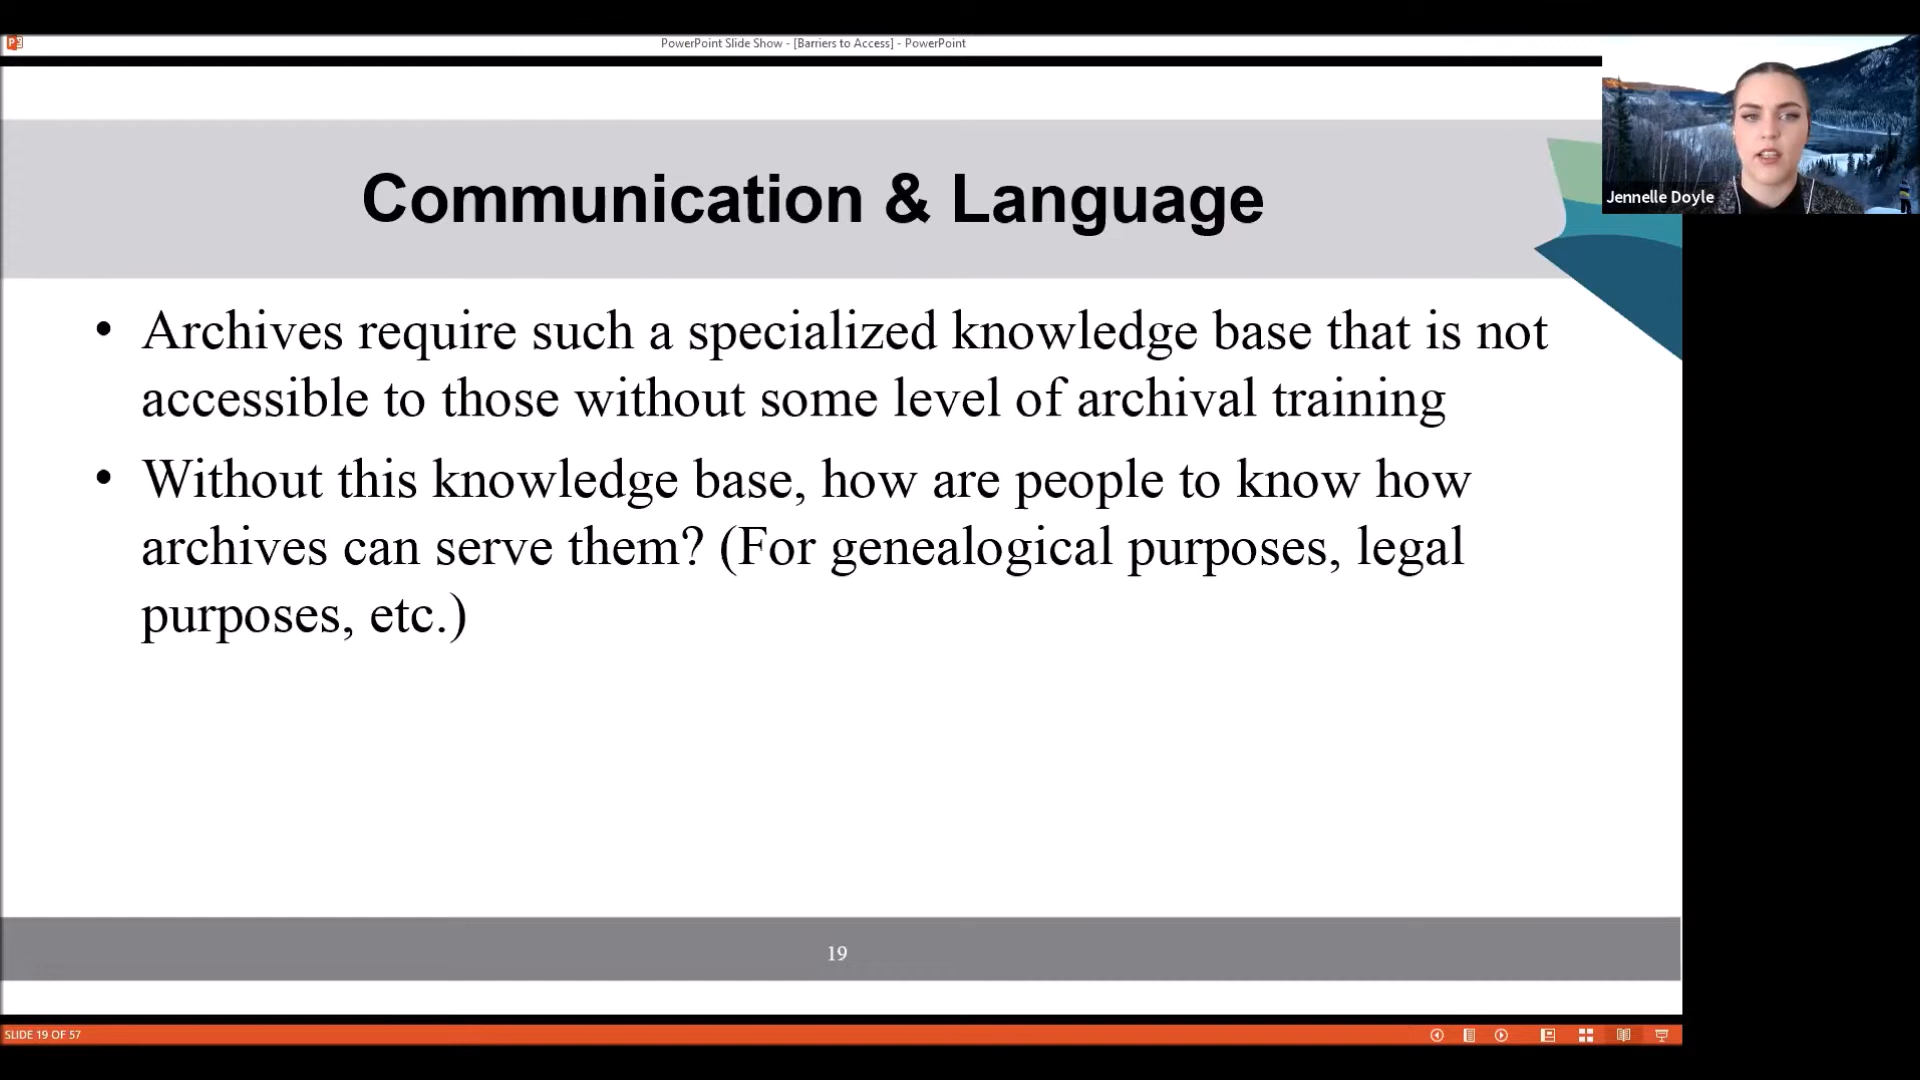 PowerPoint Slide Show - [Barriers to Access] - PowerPoint
Jennelle Doyle
Communication & Language
• Archives require such a specialized knowledge base that is not
accessible to those without some level of archival training
• Without this knowledge base, how are people to know how
archives can serve them? (For genealogical purposes, legal
purposes, etc.)
19
SLIDE 19 OF 57